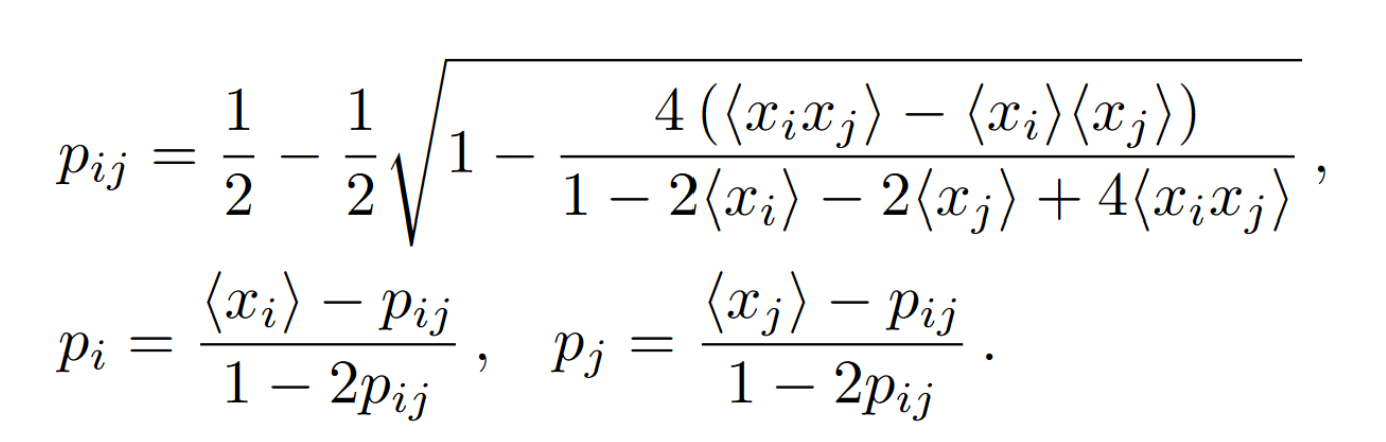 p_{ij} = \frac{1}{2} - \frac{1}{2}\sqrt{1 - \frac{4\left(\langle x_i x_j \rangle - \langle x_i \rangle \langle x_j \rangle\right)}{1 - 2\langle x_i \rangle - 2\langle x_j \rangle + 4\langle x_i x_j \rangle}} ,
p_i = \frac{\langle x_i \rangle - p_{ij}}{1 - 2p_{ij}} , \quad p_j = \frac{\langle x_j \rangle - p_{ij}}{1 - 2p_{ij}} .